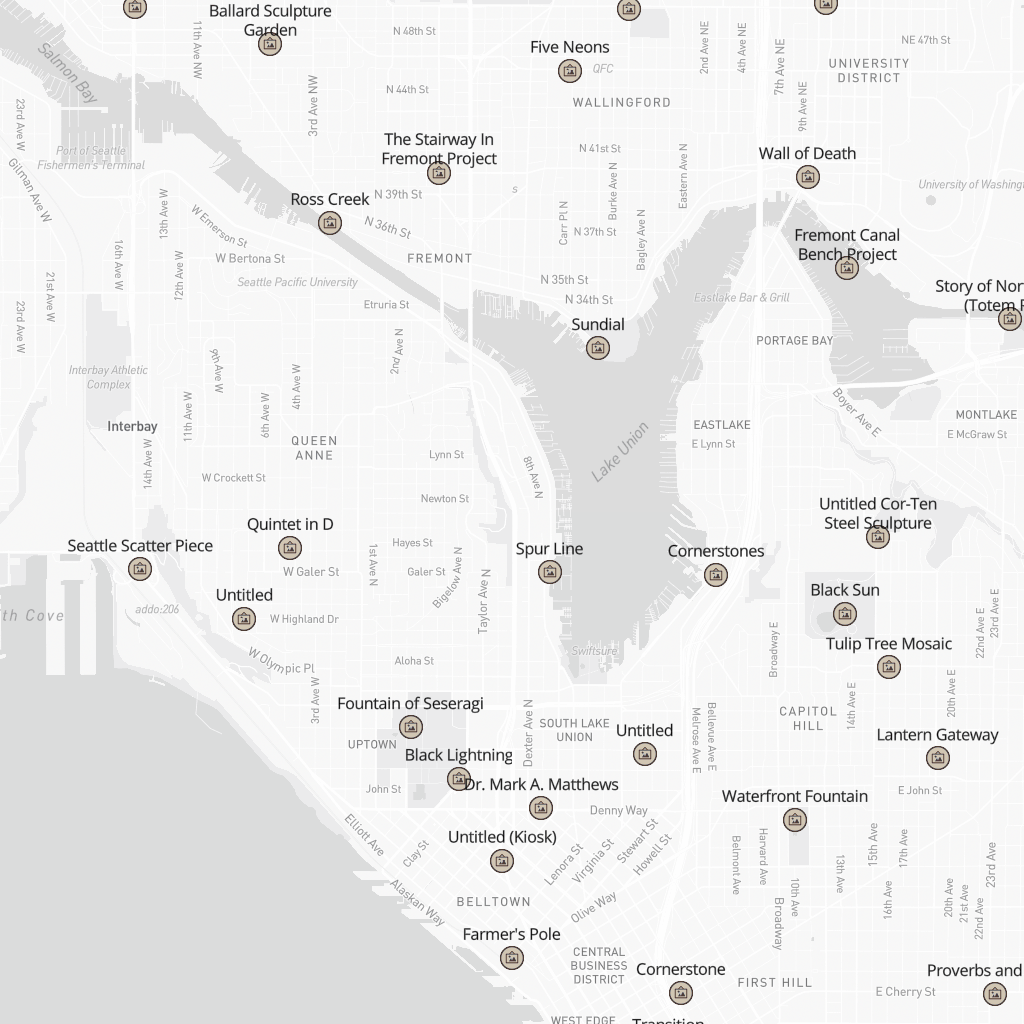 Ballard Sculpture
Garden
11th Ave NW
N 48th St
Five Neons
QFC
2nd Ave NE
4th Ave NE
7th Ave NE
9th Ave NE
NE 47th St
UNIVERSITY
DISTRICT
Salmon Bay
3rd Ave NW
N 44th St
WALLINGFORD
23rd Ave W
Port of Seattle
Fishermen's Terminal
The Stairway In
Fremont Project
N 41st St
Eastern Ave N
Wall of Death
Gilman Ave W
13th Ave W
Ross Creek
N 39th St
Burke Ave N
University of Washing
W Emerson St
N 36th St
Carr Pl N
N 37th St
Bagley Ave N
Fremont Canal
Bench Project
16th Ave W
12th Ave W
W Bertona St
FREMONT
Seattle Pacific University
N 35th St
N 34th St
Eastlake Bar & Grill
Story of Nor
(Totem P
21st Ave W
23rd Ave W
Etruria St
Sundial
PORTAGE BAY
2nd Ave N
9th Ave W
Interbay Athletic
Complex
4th Ave W
6th Ave W
11th Ave W
Boyer Ave E
MONTLAKE
Interbay
EASTLAKE
E Lynn St
E McGraw St
QUEEN
ANNE
14th Ave W
Lynn St
8th Ave N
Lake Union
W Crockett St
Newton St
Untitled Cor-Ten
Steel Sculpture
Quintet in D
Seattle Scatter Piece
Hayes St
Spur Line
Cornerstones
W Galer St
1st Ave N
Galer St
Bigelow Ave N
Taylor Ave N
Untitled
Black Sun
addo:206
W Highland Dr
th Cove
22nd Ave E
23rd Ave E
Tulip Tree Mosaic
Broadway E
W Olympic Pl
Aloha St
Swiftsure
3rd Ave W
Fountain of Seseragi
20th Ave E
14th Ave E
Dexter Ave N
SOUTH LAKE
UNION
Untitled
Melrose Ave E
Bellevue Ave E
CAPITOL
HILL
Lantern Gateway
UPTOWN
Black Lightning
John St
Dr. Mark A. Matthews
Denny Way
Waterfront Fountain
E John St
Elliott Ave
Untitled (Kiosk)
Clay St
Lenora St
Virginia St
Stewart St
Howell St
Belmont Ave
Harvard Ave
10th Ave
13th Ave
15th Ave
17th Ave
16th Ave
20th Ave
21st Ave
22nd Ave
23rd Ave
Alaskan Way
BELLTOWN
Olive Way
Broadway
Farmer's Pole
CENTRAL
BUSINESS
DISTRICT
Cornerstone
FIRST HILL
Proverbs and
E Cherry St
WEST EDGE
Transition